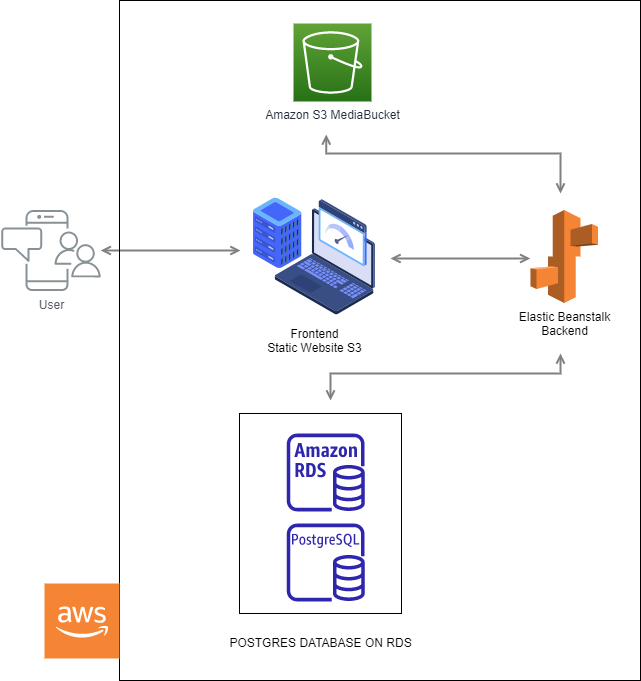 Amazon S3 MediaBucket
User
Frontend
Static Website S3
Elastic Beanstalk
Backend
Amazon
RDS
PostgreSQL
aws
POSTGRES DATABASE ON RDS